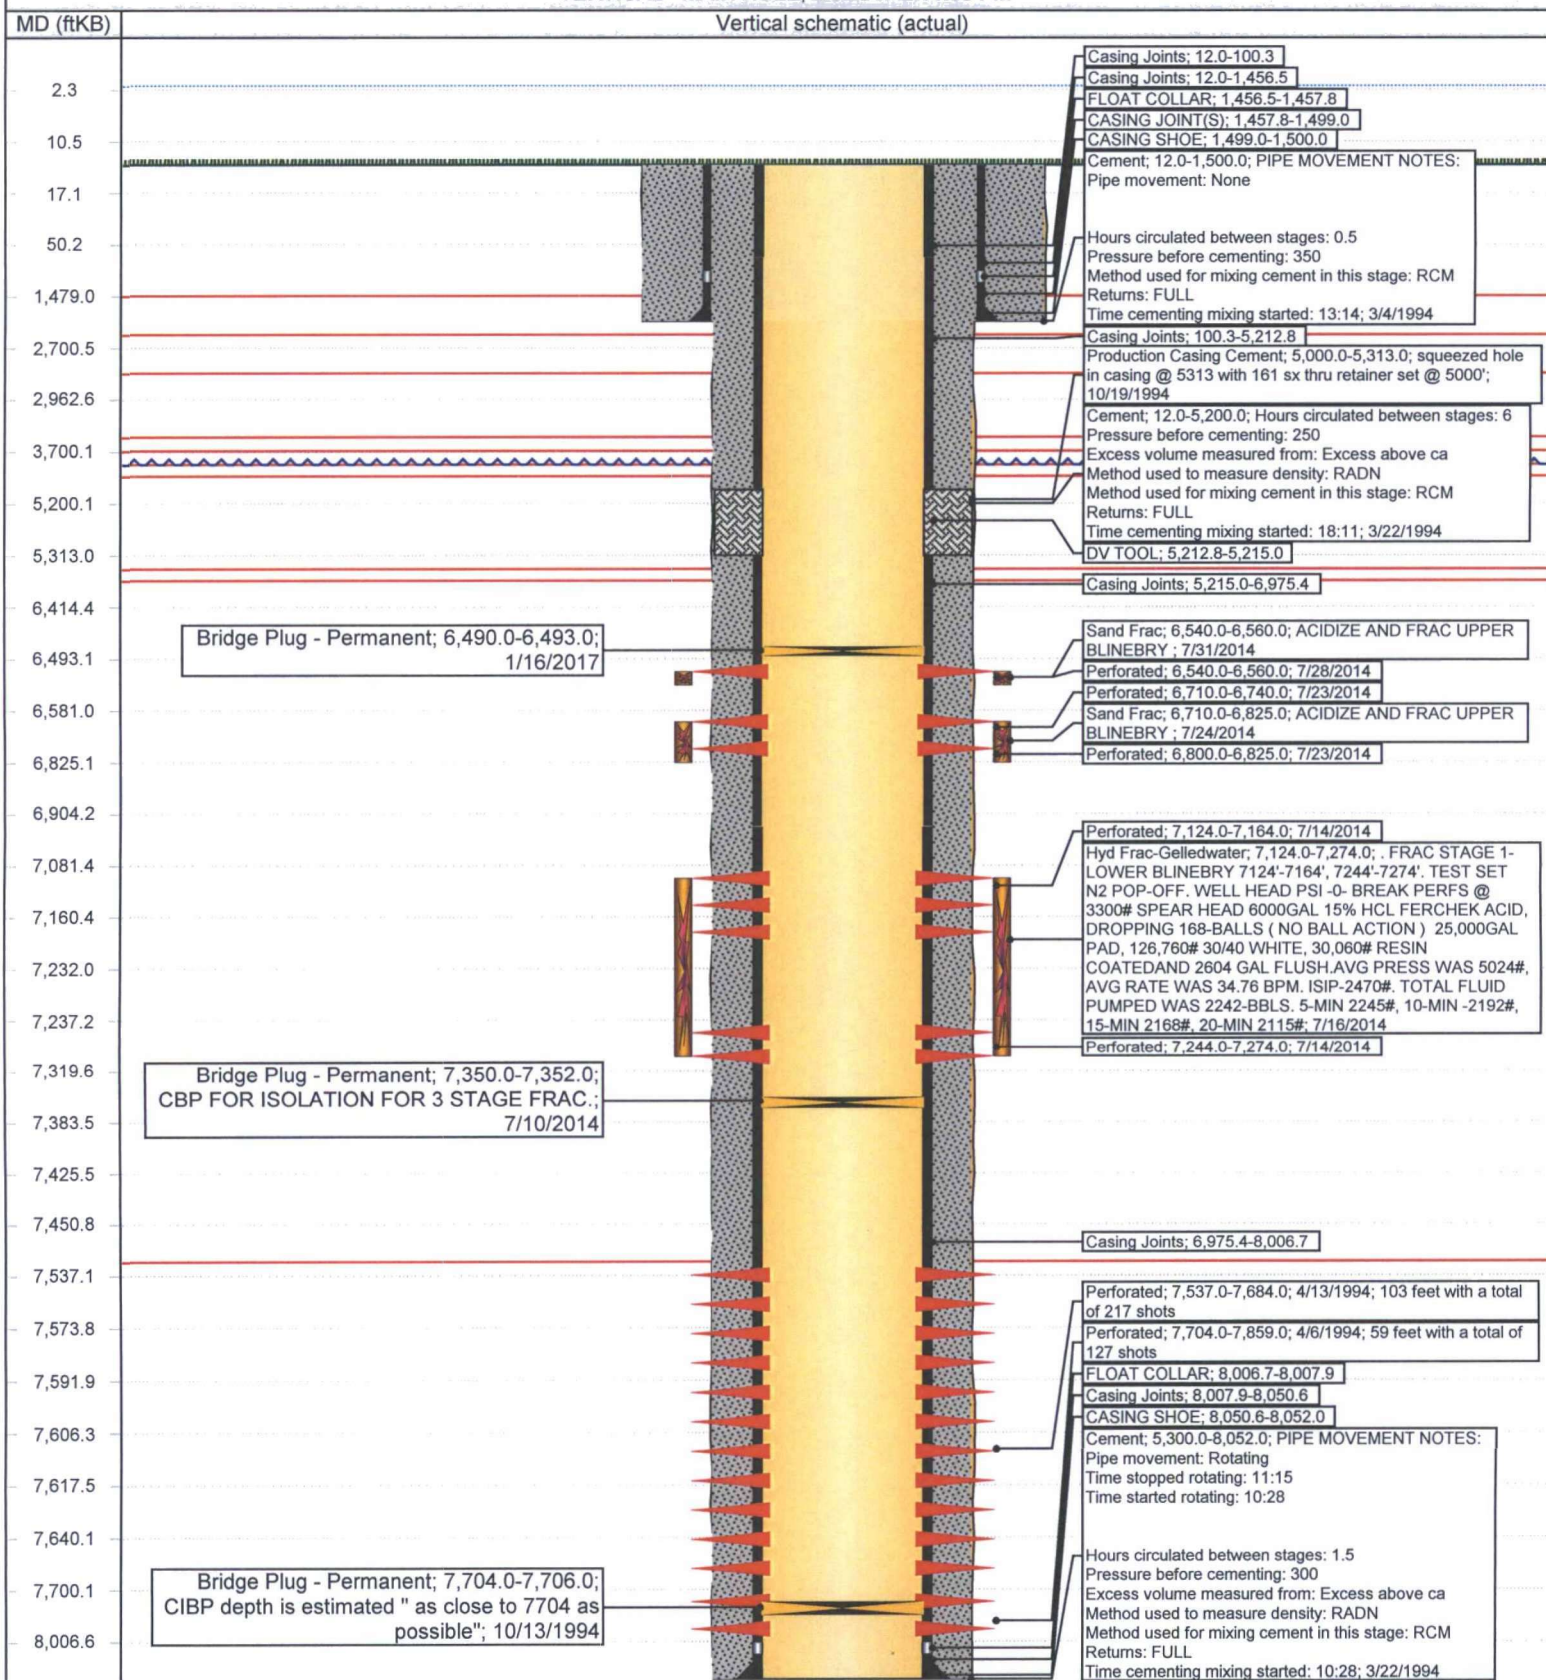 MD (ftKB)
Vertical schematic (actual)
2.3
10.5
17.1
50.2
1,479.0
2,700.5
2,962.6
3,700.1
5,200.1
5,313.0
6,414.4
6,493.1
6,581.0
6,825.1
6,904.2
7,081.4
7,160.4
7,232.0
7,237.2
7,319.6
7,383.5
7,425.5
7,450.8
7,537.1
7,573.8
7,591.9
7,606.3
7,617.5
7,640.1
7,700.1
8,006.6
Bridge Plug - Permanent; 6,490.0-6,493.0;
1/16/2017
Bridge Plug - Permanent; 7,350.0-7,352.0;
CBP FOR ISOLATION FOR 3 STAGE FRAC.;
7/10/2014
Bridge Plug - Permanent; 7,704.0-7,706.0;
CIBP depth is estimated " as close to 7704 as
possible"; 10/13/1994
Casing Joints; 12.0-100.3
Casing Joints; 12.0-1,456.5
FLOAT COLLAR; 1,456.5-1,457.8
CASING JOINT(S); 1,457.8-1,499.0
CASING SHOE; 1,499.0-1,500.0
Cement; 12.0-1,500.0; PIPE MOVEMENT NOTES:
Pipe movement: None
Hours circulated between stages: 0.5
Pressure before cementing: 350
Method used for mixing cement in this stage: RCM
Returns: FULL
Time cementing mixing started: 13:14; 3/4/1994
Casing Joints; 100.3-5,212.8
Production Casing Cement; 5,000.0-5,313.0; squeezed hole
in casing @ 5313 with 161 sx thru retainer set @ 5000';
10/19/1994
Cement; 12.0-5,200.0; Hours circulated between stages: 6
Pressure before cementing: 250
Excess volume measured from: Excess above ca
Method used to measure density: RADN
Method used for mixing cement in this stage: RCM
Returns: FULL
Time cementing mixing started: 18:11; 3/22/1994
DV TOOL; 5,212.8-5,215.0
Casing Joints; 5,215.0-6,975.4
Sand Frac; 6,540.0-6,560.0; ACIDIZE AND FRAC UPPER
BLINEBRY ; 7/31/2014
Perforated; 6,540.0-6,560.0; 7/28/2014
Perforated; 6,710.0-6,740.0; 7/23/2014
Sand Frac; 6,710.0-6,825.0; ACIDIZE AND FRAC UPPER
BLINEBRY ; 7/24/2014
Perforated; 6,800.0-6,825.0; 7/23/2014
Perforated; 7,124.0-7,164.0; 7/14/2014
Hyd Frac-Gelledwater; 7,124.0-7,274.0; . FRAC STAGE 1-
LOWER BLINEBRY 7124'-7164', 7244'-7274'. TEST SET
N2 POP-OFF. WELL HEAD PSI -0- BREAK PERFS @
3300# SPEAR HEAD 6000GAL 15% HCL FERCHEK ACID,
DROPPING 168-BALLS ( NO BALL ACTION ) 25,000GAL
PAD, 126,760# 30/40 WHITE, 30,060# RESIN
COATEDAND 2604 GAL FLUSH.AVG PRESS WAS 5024#,
AVG RATE WAS 34.76 BPM. ISIP-2470#. TOTAL FLUID
PUMPED WAS 2242-BBLS. 5-MIN 2245#, 10-MIN -2192#,
15-MIN 2168#, 20-MIN 2115#; 7/16/2014
Perforated; 7,244.0-7,274.0; 7/14/2014
Casing Joints; 6,975.4-8,006.7
Perforated; 7,537.0-7,684.0; 4/13/1994; 103 feet with a total
of 217 shots
Perforated; 7,704.0-7,859.0; 4/6/1994; 59 feet with a total of
127 shots
FLOAT COLLAR; 8,006.7-8,007.9
Casing Joints; 8,007.9-8,050.6
CASING SHOE; 8,050.6-8,052.0
Cement; 5,300.0-8,052.0; PIPE MOVEMENT NOTES:
Pipe movement: Rotating
Time stopped rotating: 11:15
Time started rotating: 10:28
Hours circulated between stages: 1.5
Pressure before cementing: 300
Excess volume measured from: Excess above ca
Method used to measure density: RADN
Method used for mixing cement in this stage: RCM
Returns: FULL
Time cementing mixing started: 10:28; 3/22/1994